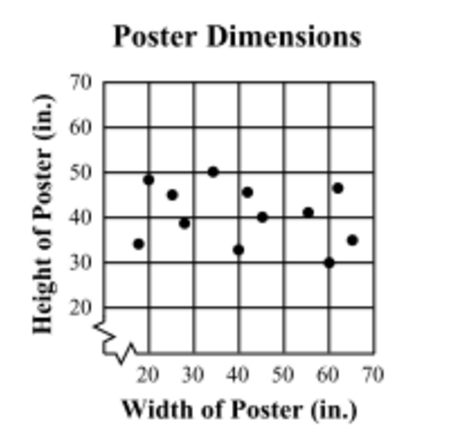 Poster Dimensions
Height of Poster (in.)
70
60
50
40
30
20
20 30 40 50 60 70
Width of Poster (in.)